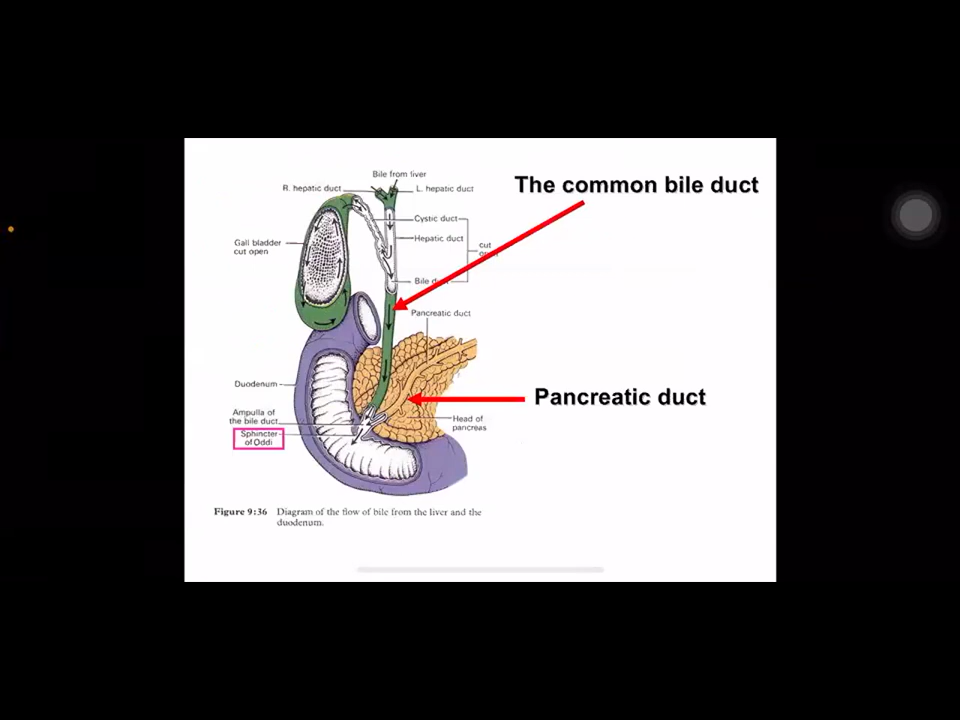 Bile from liver
R. hepatic duct
L. hepatic duct
The common bile duct
Cystic duct
Gall bladder
cut open
Hepatic duct
cut
Bile
Pancreatic duct
Duodenum
Pancreatic duct
Ampulla of
the bile duct
Head of
pancreas
Sphincter
of Oddi
Figure 9:36 Diagram of the flow of bile from the liver and the
duodenum.